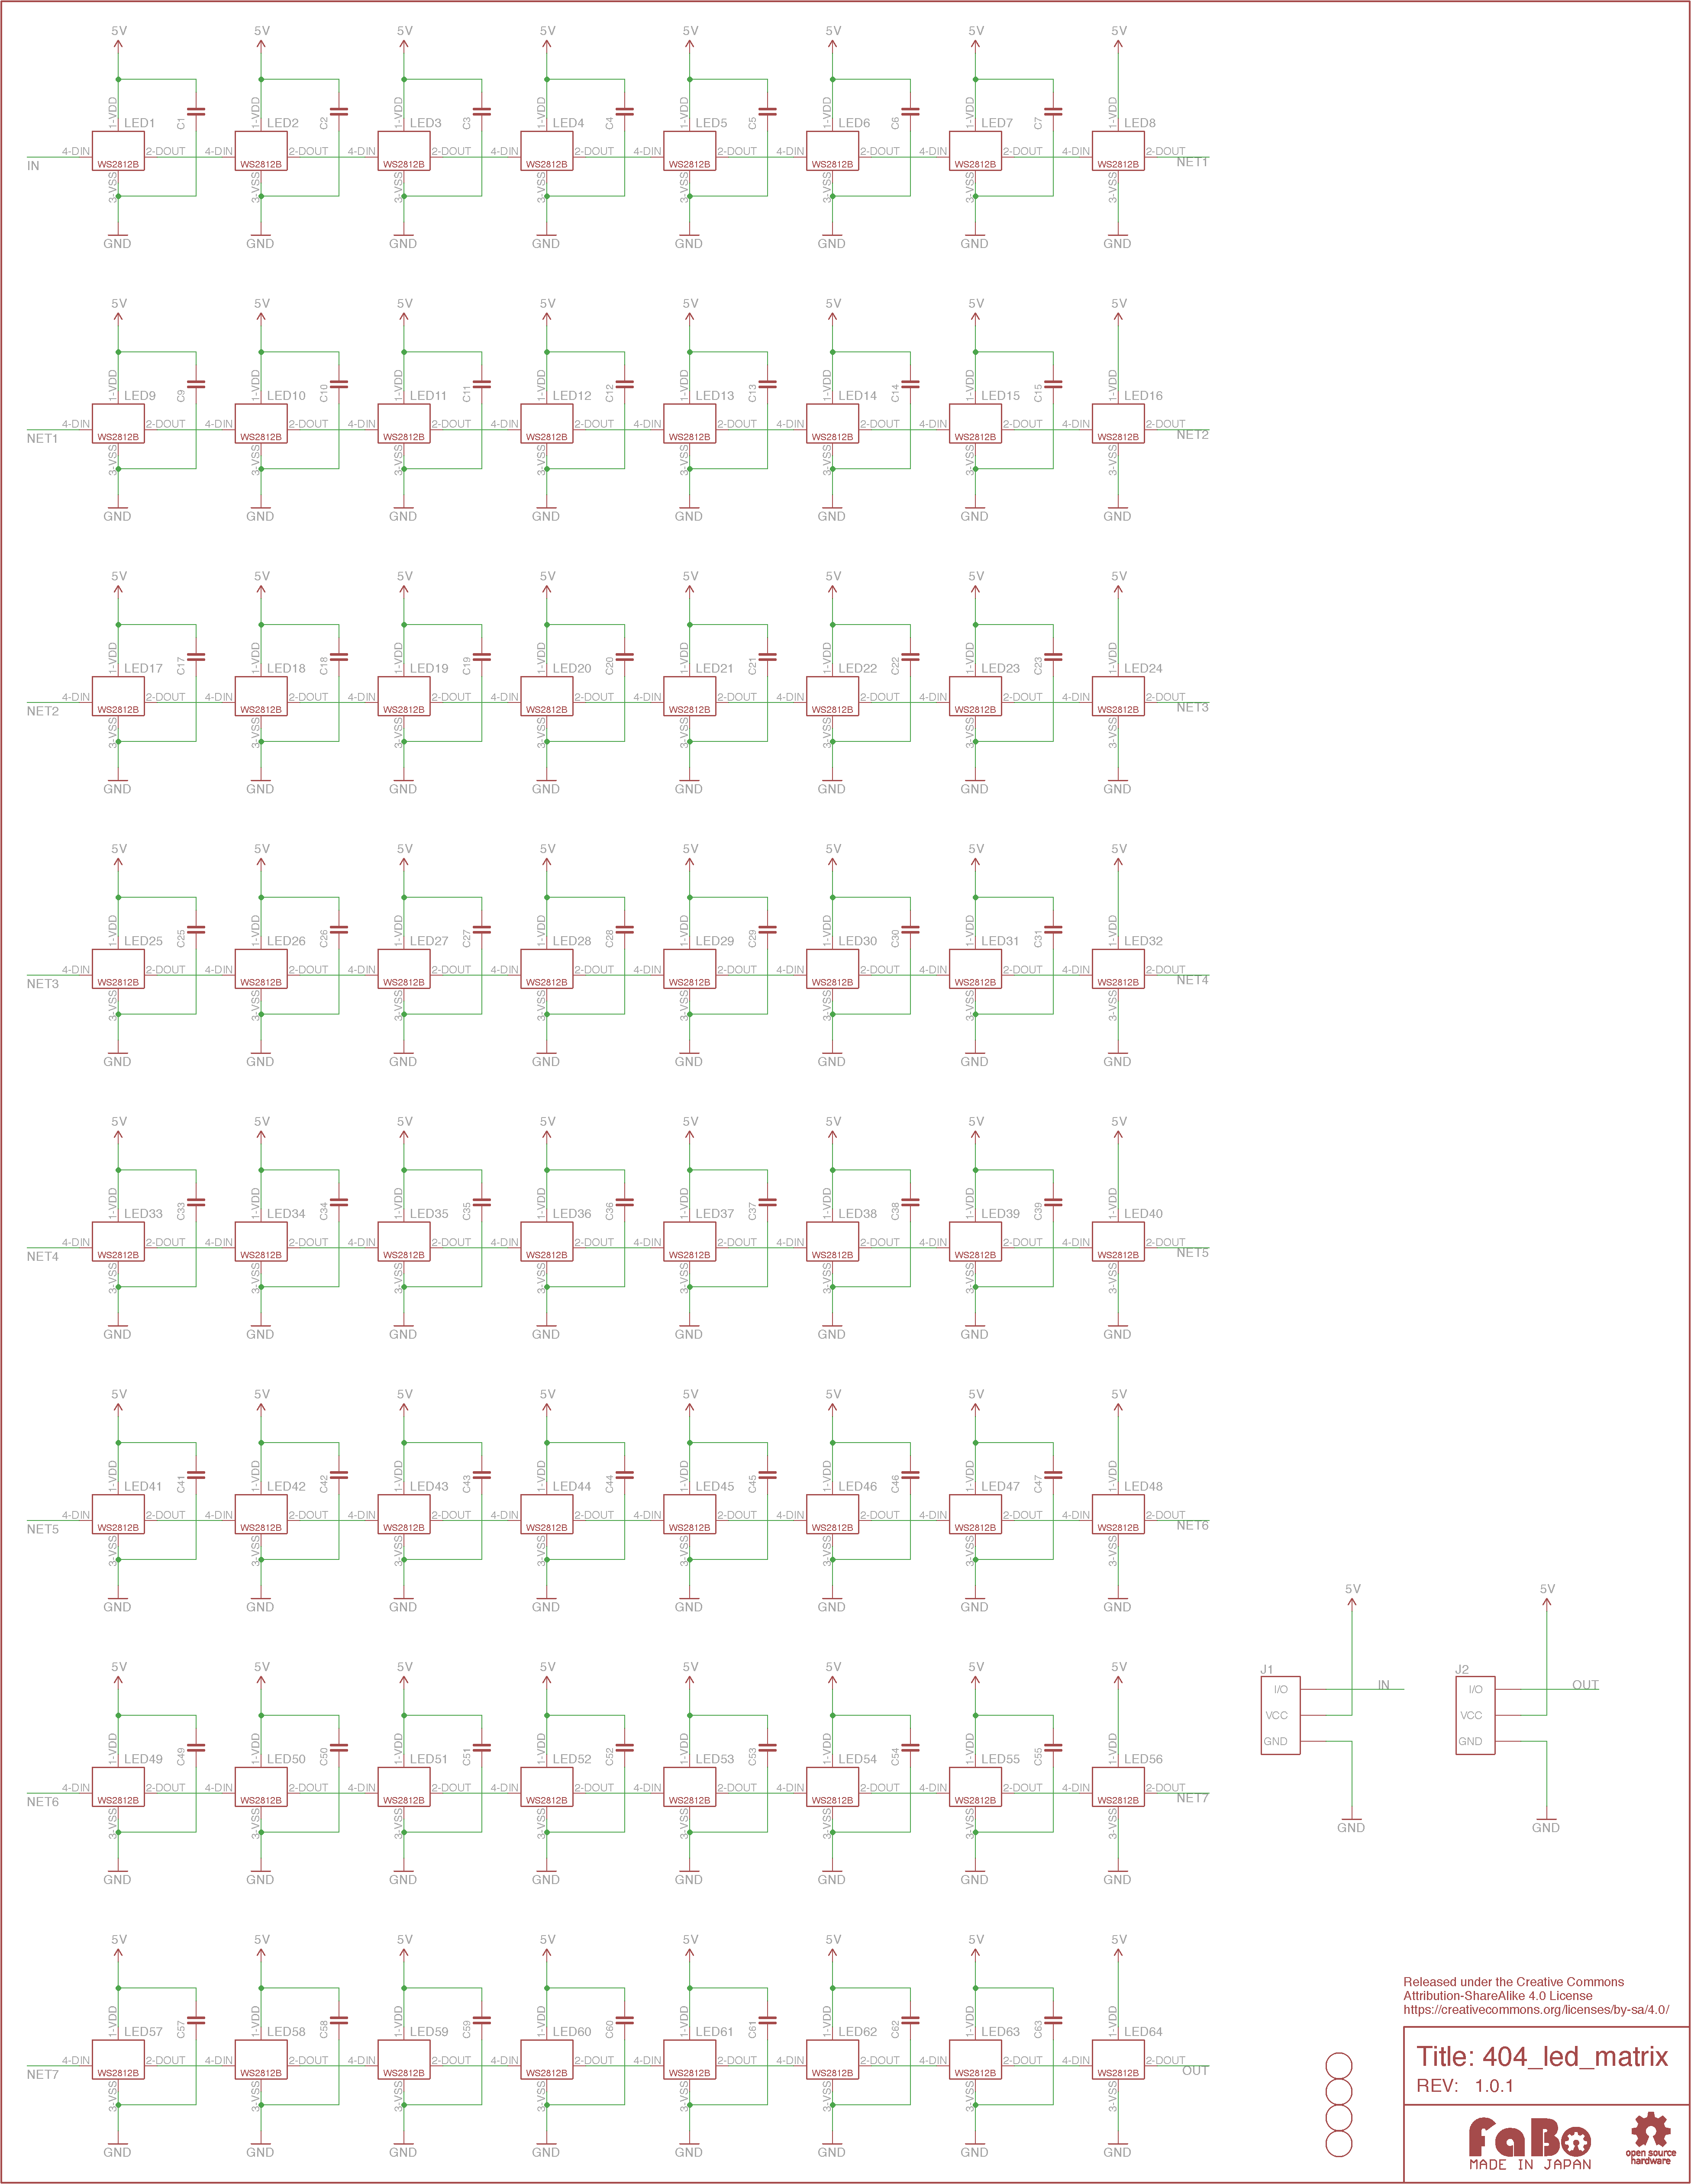 5V 5V 5V 5V 5V 5V 5V 5V
1-VDD LED1 C1 1-VDD LED2 C2 1-VDD LED3 C3 1-VDD LED4 C4 1-VDD LED5 C5 1-VDD LED6 C6 1-VDD LED7 C7 1-VDD LED8
IN 4-DIN WS2812B 2-DOUT 4-DIN WS2812B 2-DOUT 4-DIN WS2812B 2-DOUT 4-DIN WS2812B 2-DOUT 4-DIN WS2812B 2-DOUT 4-DIN WS2812B 2-DOUT 4-DIN WS2812B 2-DOUT 4-DIN WS2812B 2-DOUT NET1
3-VSS 3-VSS 3-VSS 3-VSS 3-VSS 3-VSS 3-VSS 3-VSS
GND GND GND GND GND GND GND GND
5V 5V 5V 5V 5V 5V 5V 5V
1-VDD LED9 C9 1-VDD LED10 C10 1-VDD LED11 C11 1-VDD LED12 C12 1-VDD LED13 C13 1-VDD LED14 C14 1-VDD LED15 C15 1-VDD LED16
NET1 4-DIN WS2812B 2-DOUT 4-DIN WS2812B 2-DOUT 4-DIN WS2812B 2-DOUT 4-DIN WS2812B 2-DOUT 4-DIN WS2812B 2-DOUT 4-DIN WS2812B 2-DOUT 4-DIN WS2812B 2-DOUT 4-DIN WS2812B 2-DOUT NET2
3-VSS 3-VSS 3-VSS 3-VSS 3-VSS 3-VSS 3-VSS 3-VSS
GND GND GND GND GND GND GND GND
5V 5V 5V 5V 5V 5V 5V 5V
1-VDD LED17 C17 1-VDD LED18 C18 1-VDD LED19 C19 1-VDD LED20 C20 1-VDD LED21 C21 1-VDD LED22 C22 1-VDD LED23 C23 1-VDD LED24
NET2 4-DIN WS2812B 2-DOUT 4-DIN WS2812B 2-DOUT 4-DIN WS2812B 2-DOUT 4-DIN WS2812B 2-DOUT 4-DIN WS2812B 2-DOUT 4-DIN WS2812B 2-DOUT 4-DIN WS2812B 2-DOUT 4-DIN WS2812B 2-DOUT NET3
3-VSS 3-VSS 3-VSS 3-VSS 3-VSS 3-VSS 3-VSS 3-VSS
GND GND GND GND GND GND GND GND
5V 5V 5V 5V 5V 5V 5V 5V
1-VDD LED25 C25 1-VDD LED26 C26 1-VDD LED27 C27 1-VDD LED28 C28 1-VDD LED29 C29 1-VDD LED30 C30 1-VDD LED31 C31 1-VDD LED32
NET3 4-DIN WS2812B 2-DOUT 4-DIN WS2812B 2-DOUT 4-DIN WS2812B 2-DOUT 4-DIN WS2812B 2-DOUT 4-DIN WS2812B 2-DOUT 4-DIN WS2812B 2-DOUT 4-DIN WS2812B 2-DOUT 4-DIN WS2812B 2-DOUT NET4
3-VSS 3-VSS 3-VSS 3-VSS 3-VSS 3-VSS 3-VSS 3-VSS
GND GND GND GND GND GND GND GND
5V 5V 5V 5V 5V 5V 5V 5V
1-VDD LED33 C33 1-VDD LED34 C34 1-VDD LED35 C35 1-VDD LED36 C36 1-VDD LED37 C37 1-VDD LED38 C38 1-VDD LED39 C39 1-VDD LED40
NET4 4-DIN WS2812B 2-DOUT 4-DIN WS2812B 2-DOUT 4-DIN WS2812B 2-DOUT 4-DIN WS2812B 2-DOUT 4-DIN WS2812B 2-DOUT 4-DIN WS2812B 2-DOUT 4-DIN WS2812B 2-DOUT 4-DIN WS2812B 2-DOUT NET5
3-VSS 3-VSS 3-VSS 3-VSS 3-VSS 3-VSS 3-VSS 3-VSS
GND GND GND GND GND GND GND GND
5V 5V 5V 5V 5V 5V 5V 5V
1-VDD LED41 C41 1-VDD LED42 C42 1-VDD LED43 C43 1-VDD LED44 C44 1-VDD LED45 C45 1-VDD LED46 C46 1-VDD LED47 C47 1-VDD LED48
NET5 4-DIN WS2812B 2-DOUT 4-DIN WS2812B 2-DOUT 4-DIN WS2812B 2-DOUT 4-DIN WS2812B 2-DOUT 4-DIN WS2812B 2-DOUT 4-DIN WS2812B 2-DOUT 4-DIN WS2812B 2-DOUT 4-DIN WS2812B 2-DOUT NET6
3-VSS 3-VSS 3-VSS 3-VSS 3-VSS 3-VSS 3-VSS 3-VSS
GND GND GND GND GND GND GND GND
5V 5V 5V 5V 5V 5V 5V 5V
1-VDD LED49 C49 1-VDD LED50 C50 1-VDD LED51 C51 1-VDD LED52 C52 1-VDD LED53 C53 1-VDD LED54 C54 1-VDD LED55 C55 1-VDD LED56
NET6 4-DIN WS2812B 2-DOUT 4-DIN WS2812B 2-DOUT 4-DIN WS2812B 2-DOUT 4-DIN WS2812B 2-DOUT 4-DIN WS2812B 2-DOUT 4-DIN WS2812B 2-DOUT 4-DIN WS2812B 2-DOUT 4-DIN WS2812B 2-DOUT NET7
3-VSS 3-VSS 3-VSS 3-VSS 3-VSS 3-VSS 3-VSS 3-VSS
GND GND GND GND GND GND GND GND
5V 5V 5V 5V 5V 5V 5V 5V
1-VDD LED57 C57 1-VDD LED58 C58 1-VDD LED59 C59 1-VDD LED60 C60 1-VDD LED61 C61 1-VDD LED62 C62 1-VDD LED63 C63 1-VDD LED64
NET7 4-DIN WS2812B 2-DOUT 4-DIN WS2812B 2-DOUT 4-DIN WS2812B 2-DOUT 4-DIN WS2812B 2-DOUT 4-DIN WS2812B 2-DOUT 4-DIN WS2812B 2-DOUT 4-DIN WS2812B 2-DOUT 4-DIN WS2812B 2-DOUT OUT
3-VSS 3-VSS 3-VSS 3-VSS 3-VSS 3-VSS 3-VSS 3-VSS
GND GND GND GND GND GND GND GND
5V 5V
J1 J2
I/O IN I/O OUT
VCC VCC
GND GND
GND GND
Released under the Creative Commons
Attribution-ShareAlike 4.0 License
https://creativecommons.org/licenses/by-sa/4.0/
Title: 404_led_matrix
REV: 1.0.1
FaBo
MADE IN JAPAN
open source
hardware